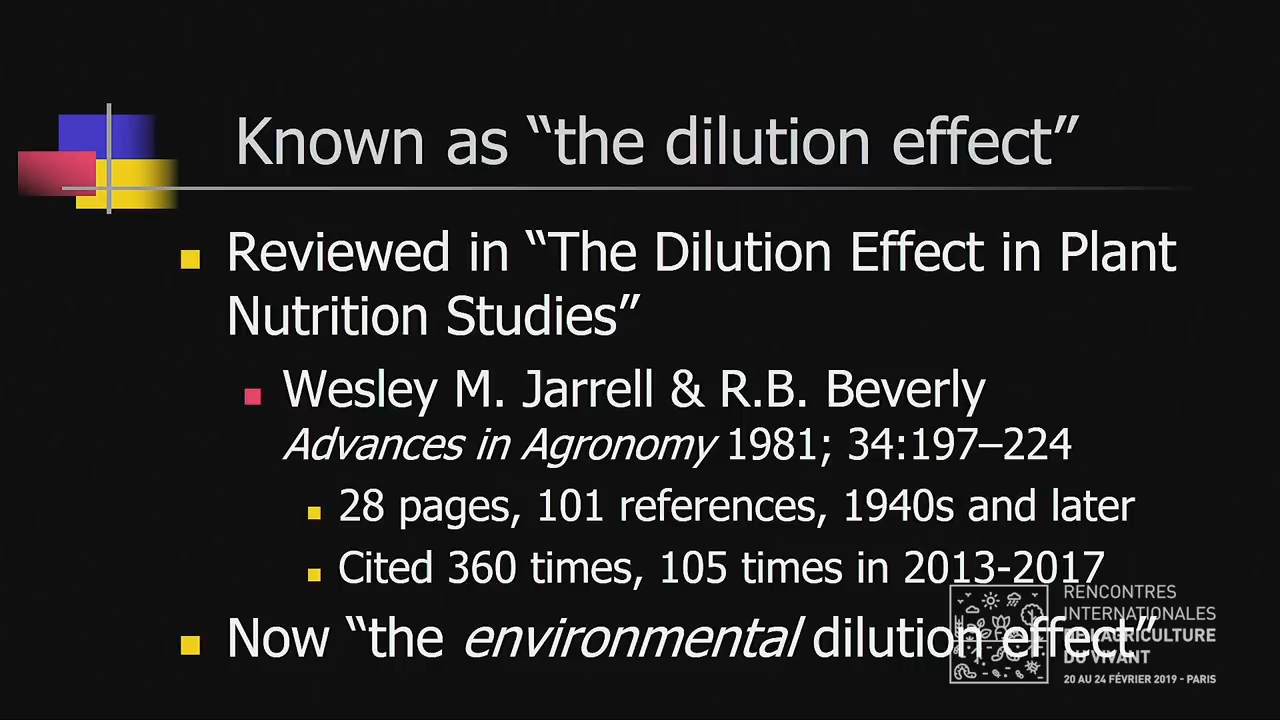 Known as “the dilution effect”
Reviewed in “The Dilution Effect in Plant
Nutrition Studies”
Wesley M. Jarrell & R.B. Beverly
Advances in Agronomy 1981; 34:197–224
28 pages, 101 references, 1940s and later
Cited 360 times, 105 times in 2013-2017
Now “the environmental dilution effect”
RENCONTRES
INTERNATIONALES
DE L'AGRICULTURE
DU VIVANT
20 AU 24 FÉVRIER 2019 - PARIS